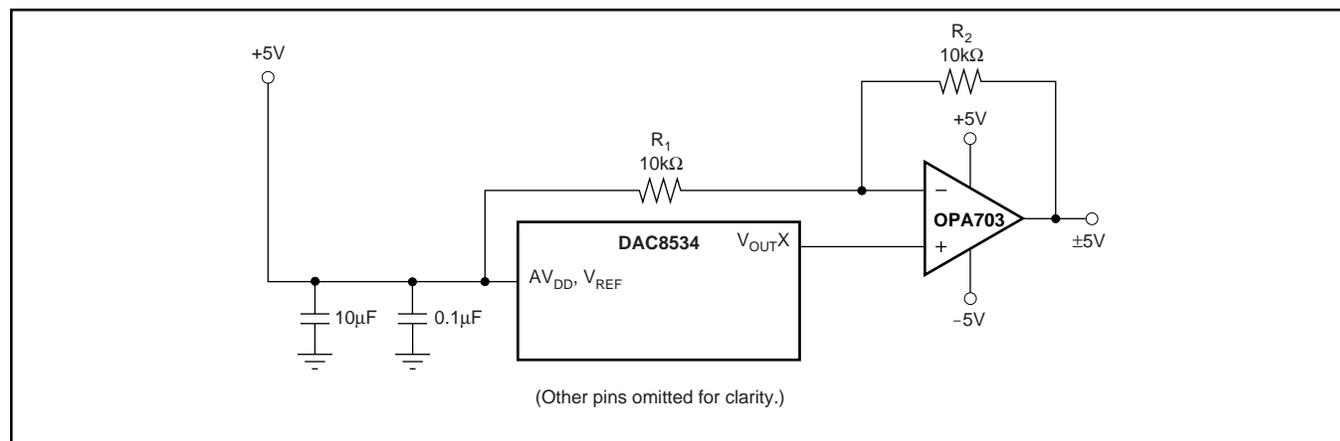 +5V
R2
10kΩ
+5V
R1
10kΩ
−
OPA703
+
±5V
−5V
DAC8534
VOUTX
AVDD, VREF
10μF
0.1μF
(Other pins omitted for clarity.)